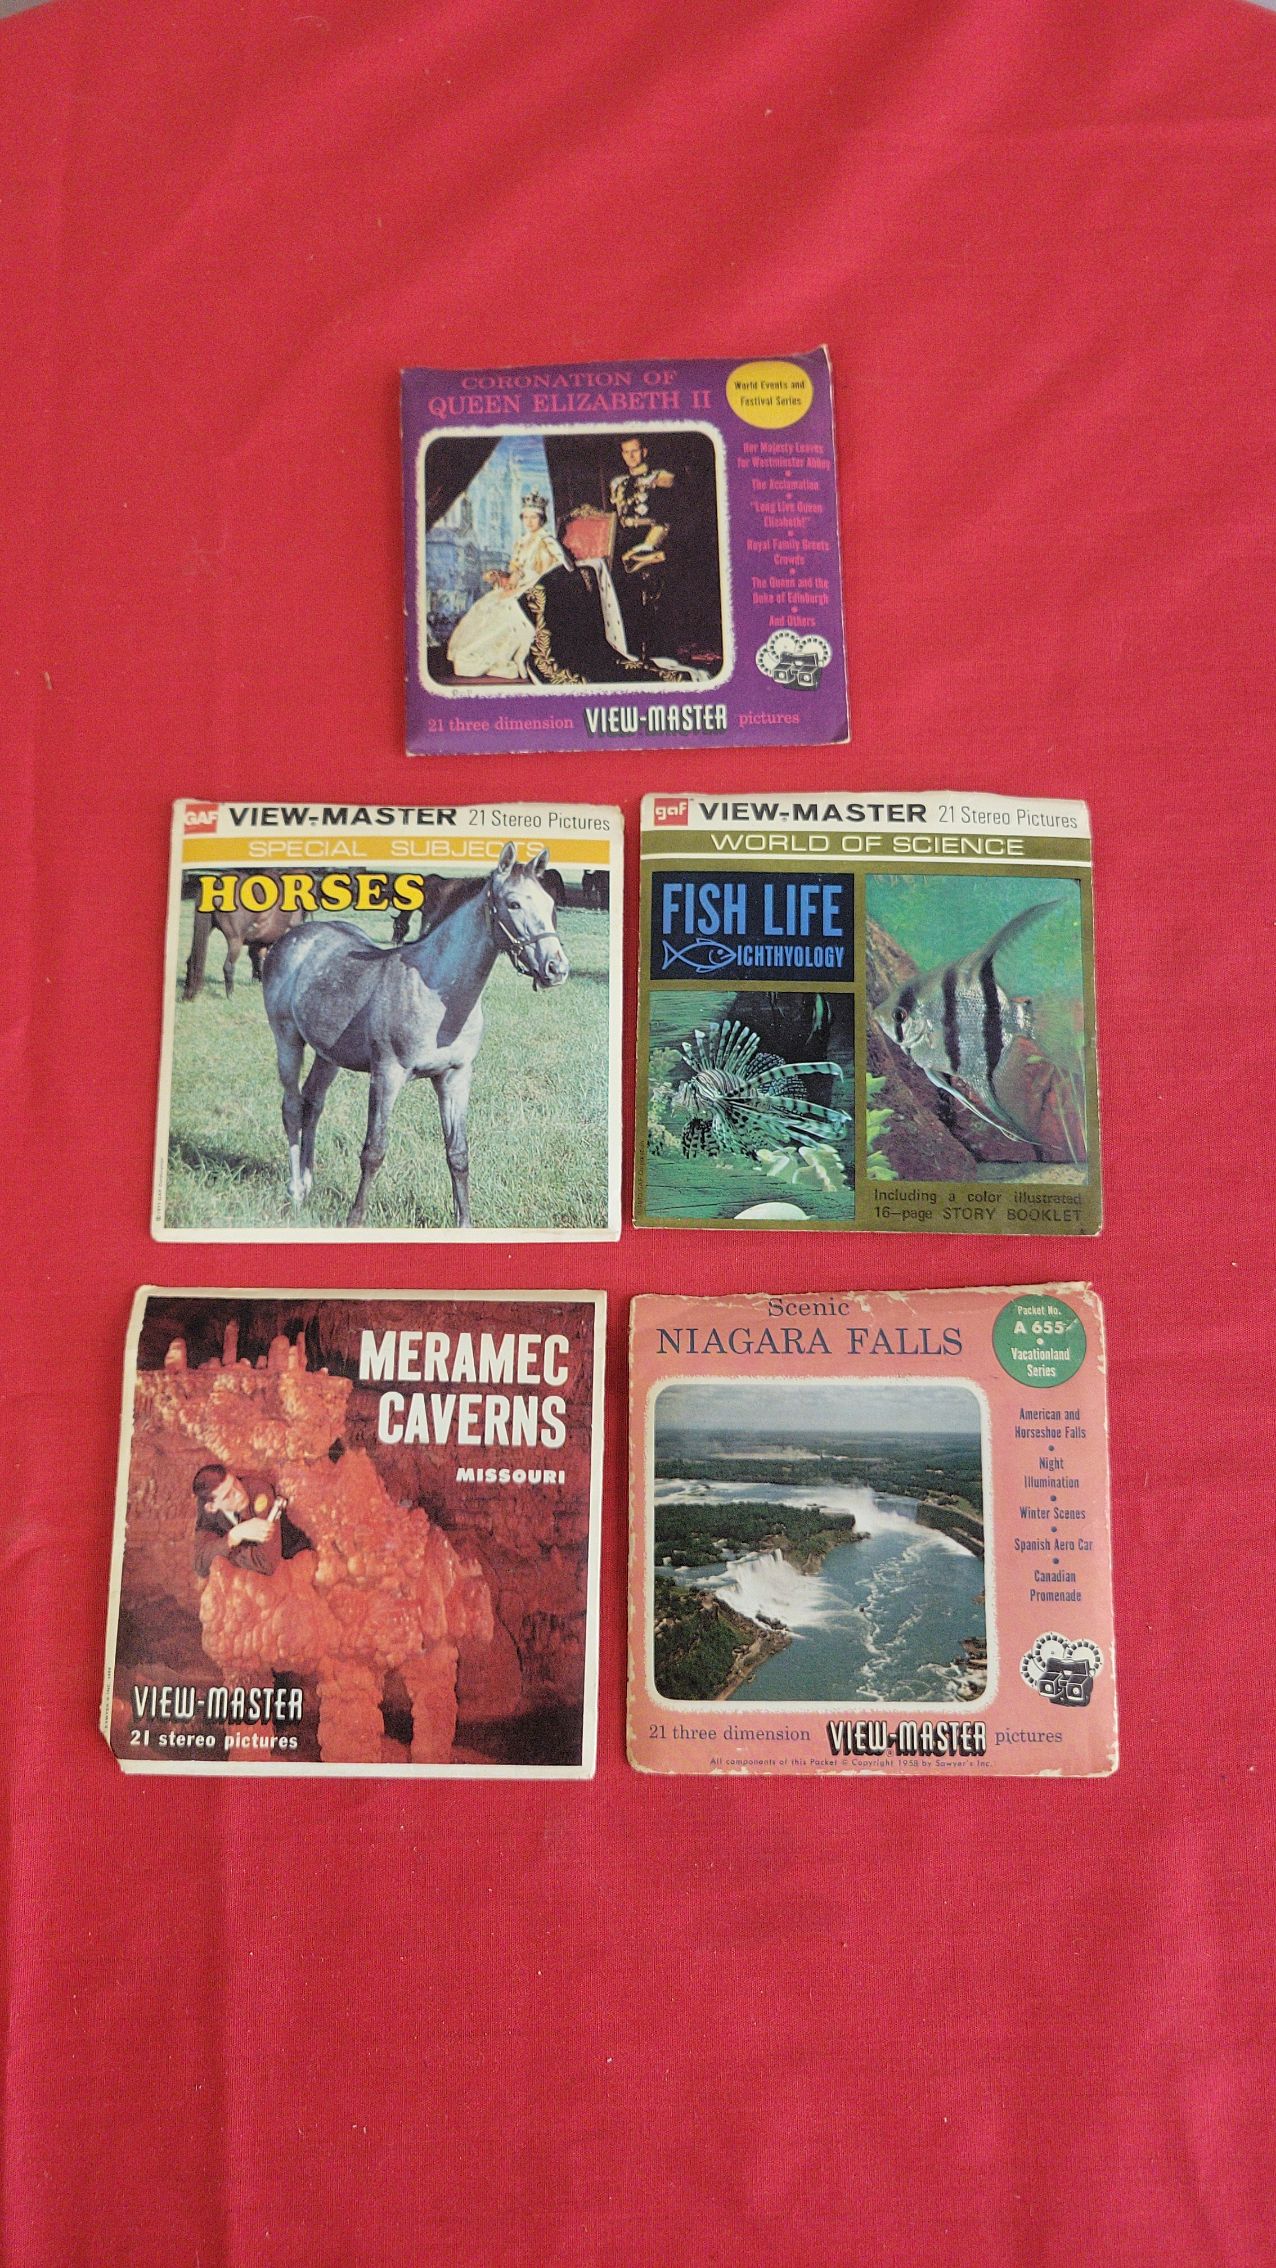 CORONATION OF
QUEEN ELIZABETH II
World Events and
Festival Series
Her Majesty Leaves
for Westminster Abbey
•
The Acclamation
•
"Long Live Queen
Elizabeth!"
•
Royal Family Greets
Crowds
•
The Queen and the
Duke of Edinburgh
•
And Others
21 three dimension VIEW-MASTER pictures
GAF VIEW-MASTER 21 Stereo Pictures
SPECIAL SUBJECTS
HORSES
gaf VIEW-MASTER 21 Stereo Pictures
WORLD OF SCIENCE
FISH LIFE
ICHTHYOLOGY
Including a color illustrated
16-page STORY BOOKLET
MERAMEC
CAVERNS
MISSOURI
VIEW-MASTER
21 stereo pictures
Scenic
NIAGARA FALLS
Packet No.
A 655
•
Vacationland
Series
American and
Horseshoe Falls
•
Night
Illumination
•
Winter Scenes
•
Spanish Aero Car
•
Canadian
Promenade
21 three dimension VIEW-MASTER pictures
All components of this Packet © Copyright 1958 by Sawyer's Inc.